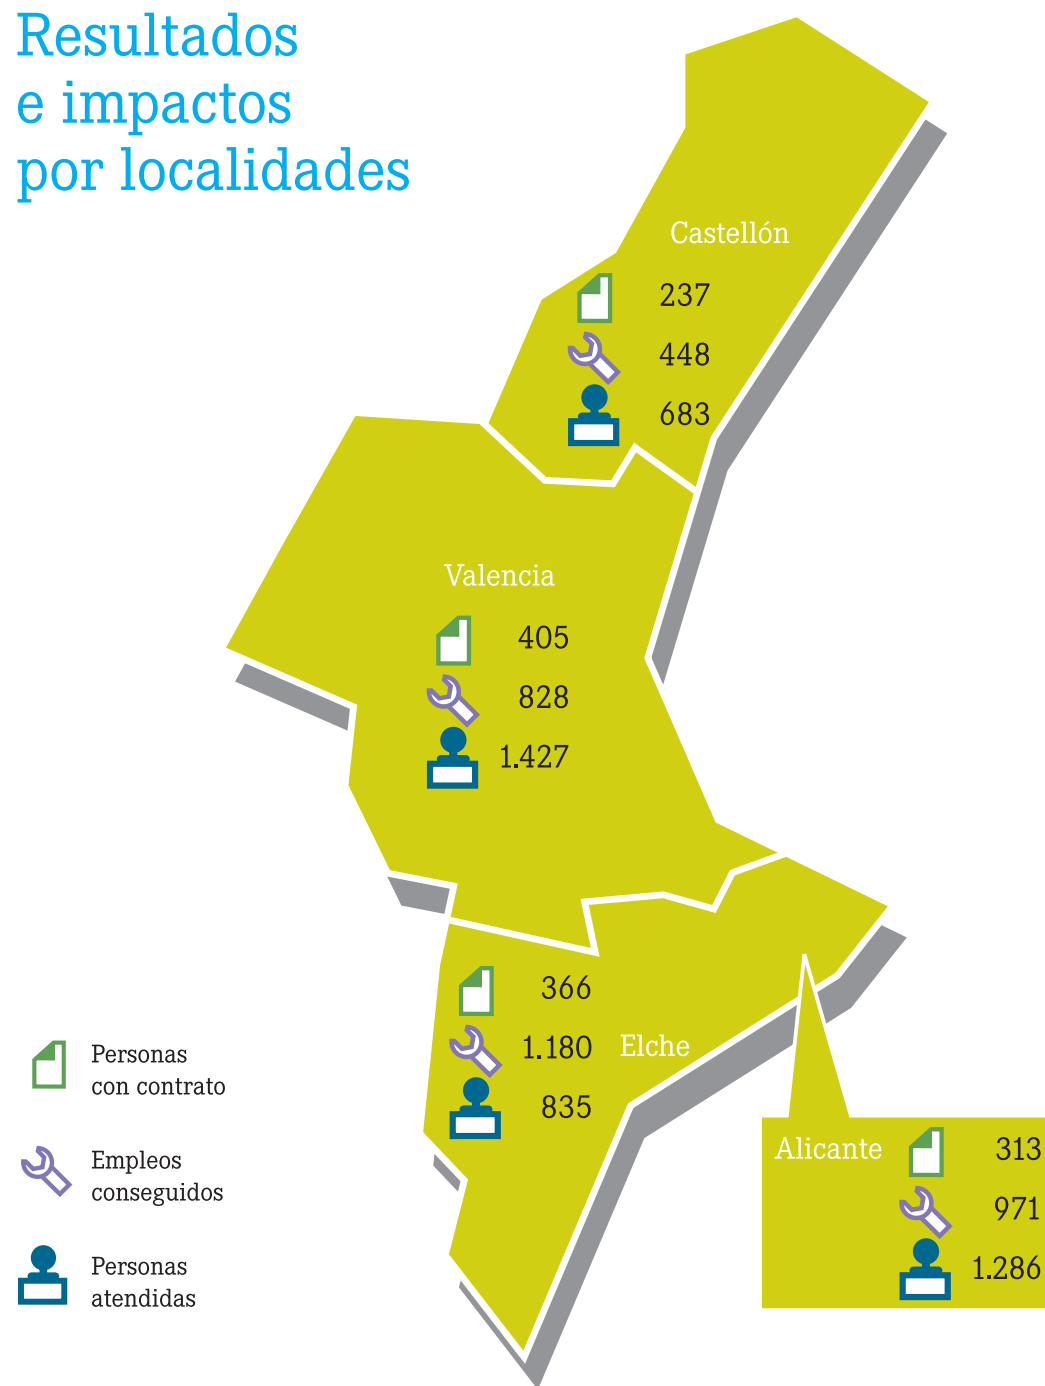 Resultados
e impactos
por localidades
Castellón
237
448
683
Valencia
405
828
1.427
366
1.180
Elche
835
Personas
con contrato
Empleos
conseguidos
Personas
atendidas
Alicante
313
971
1.286